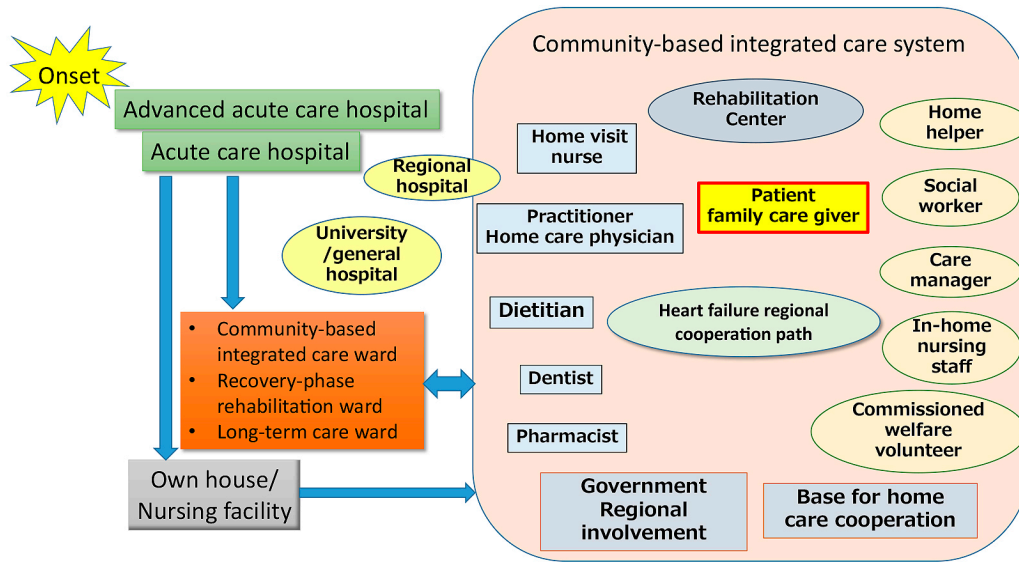 Onset
Advanced acute care hospital
Acute care hospital
Regional
hospital
University
/general
hospital
• Community-based
integrated care ward
• Recovery-phase
rehabilitation ward
• Long-term care ward
Own house/
Nursing facility
Community-based integrated care system
Rehabilitation
Center
Home visit
nurse
Practitioner
Home care physician
Dietitian
Dentist
Pharmacist
Patient
family care giver
Heart failure regional
cooperation path
Home
helper
Social
worker
Care
manager
In-home
nursing
staff
Commissioned
welfare
volunteer
Government
Regional
involvement
Base for home
care cooperation